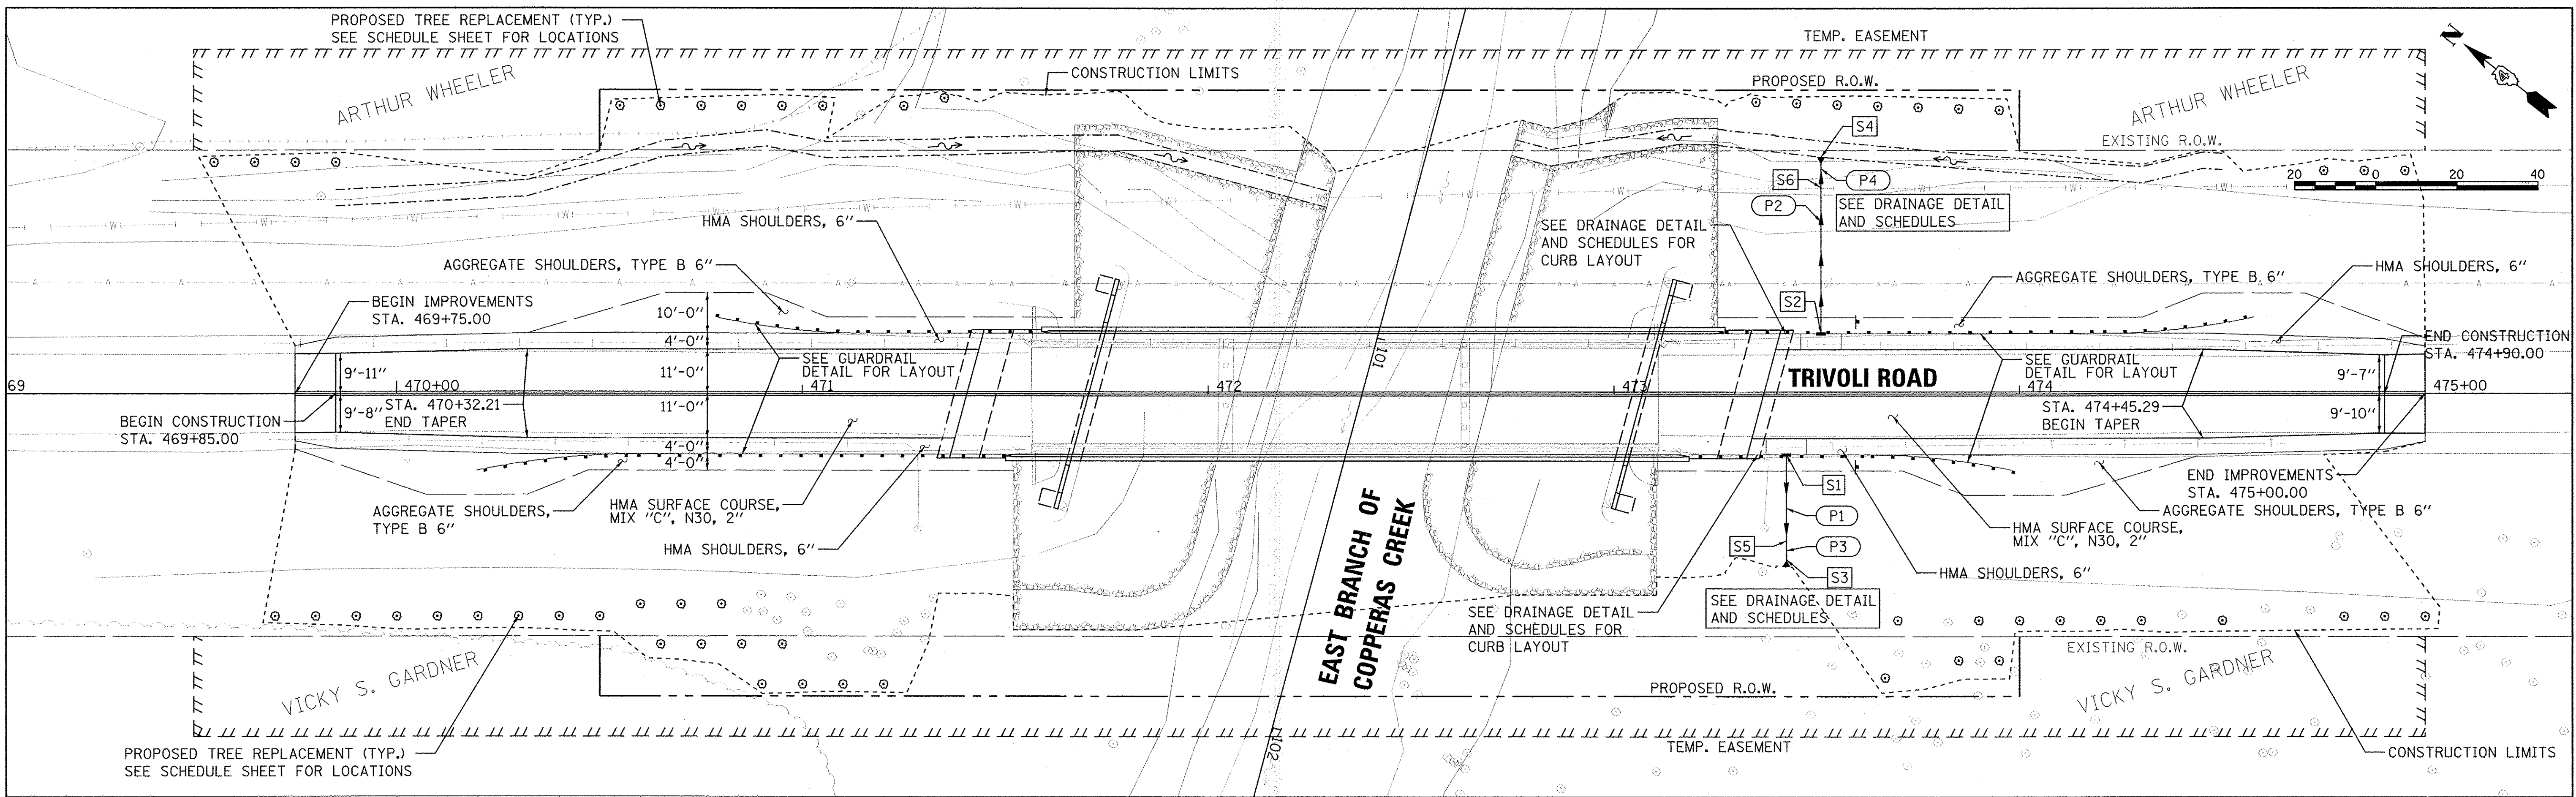 PROPOSED TREE REPLACEMENT (TYP.)
SEE SCHEDULE SHEET FOR LOCATIONS
TEMP. EASEMENT
N
ARTHUR WHEELER
CONSTRUCTION LIMITS
PROPOSED R.O.W.
ARTHUR WHEELER
EXISTING R.O.W.
S4
S6
P4
P2
SEE DRAINAGE DETAIL
AND SCHEDULES
20 0 20 40
HMA SHOULDERS, 6"
SEE DRAINAGE DETAIL
AND SCHEDULES FOR
CURB LAYOUT
AGGREGATE SHOULDERS, TYPE B 6"
AGGREGATE SHOULDERS, TYPE B 6"
HMA SHOULDERS, 6"
BEGIN IMPROVEMENTS
STA. 469+75.00
10'-0"
4'-0"
S2
END CONSTRUCTION
STA. 474+90.00
SEE GUARDRAIL
DETAIL FOR LAYOUT
SEE GUARDRAIL
DETAIL FOR LAYOUT
9'-11"
11'-0"
101
TRIVOLI ROAD
9'-7"
69
470+00
471
472
473
474
475+00
9'-8"
STA. 470+32.21
END TAPER
11'-0"
STA. 474+45.29
BEGIN TAPER
9'-10"
BEGIN CONSTRUCTION
STA. 469+85.00
4'-0"
4'-0"
AGGREGATE SHOULDERS,
TYPE B 6"
HMA SURFACE COURSE,
MIX "C", N30, 2"
HMA SHOULDERS, 6"
EAST BRANCH OF
COPPERAS CREEK
S1
P1
S5
P3
S3
END IMPROVEMENTS
STA. 475+00.00
AGGREGATE SHOULDERS, TYPE B 6"
HMA SURFACE COURSE,
MIX "C", N30, 2"
HMA SHOULDERS, 6"
SEE DRAINAGE DETAIL
AND SCHEDULES
SEE DRAINAGE DETAIL
AND SCHEDULES FOR
CURB LAYOUT
EXISTING R.O.W.
VICKY S. GARDNER
PROPOSED R.O.W.
VICKY S. GARDNER
102
TEMP. EASEMENT
PROPOSED TREE REPLACEMENT (TYP.)
SEE SCHEDULE SHEET FOR LOCATIONS
CONSTRUCTION LIMITS